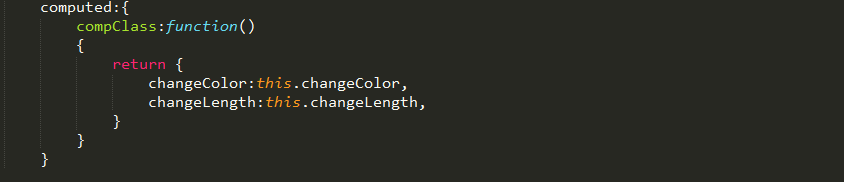 computed:{
compClass:function()
{
return {
changeColor:this.changeColor,
changeLength:this.changeLength,
}
}
}